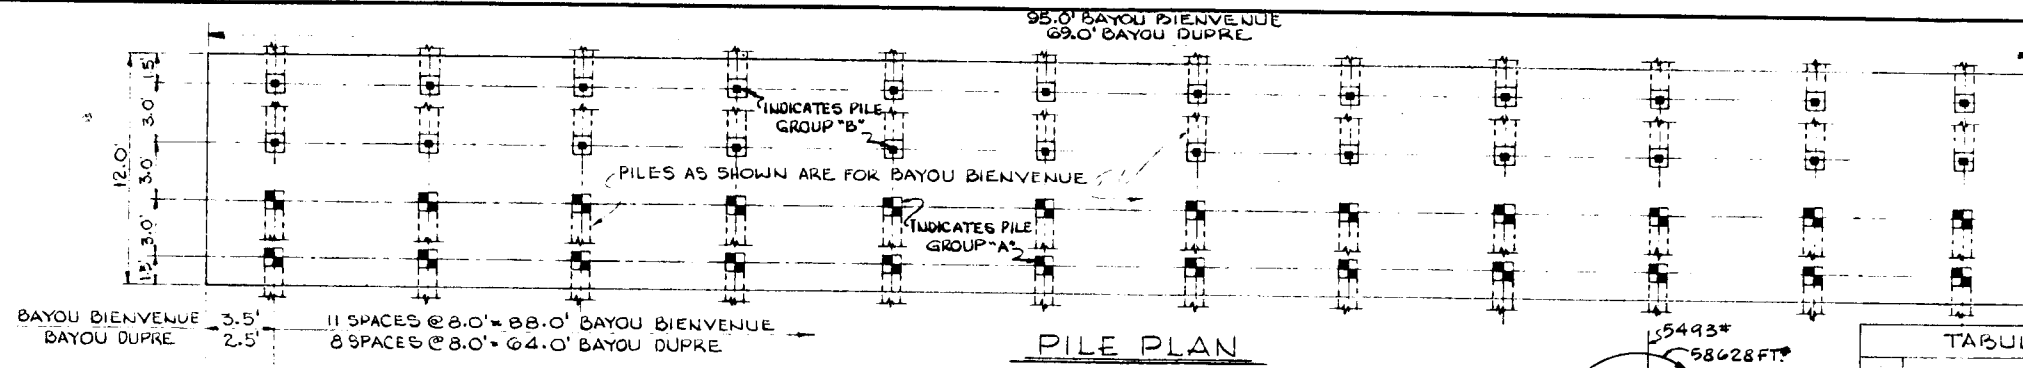 95.0' BAYOU BIENVENUE
69.0' BAYOU DUPRE
1.5'
3.0'
12.0'
3.0'
3.0'
1.5'
INDICATES PILE
GROUP "B"
PILES AS SHOWN ARE FOR BAYOU BIENVENUE
INDICATES PILE
GROUP "A"
BAYOU BIENVENUE 3.5' 11 SPACES @ 8.0' = 88.0' BAYOU BIENVENUE
BAYOU DUPRE 2.5' 8 SPACES @ 8.0' = 64.0' BAYOU DUPRE
PILE PLAN
5493#
58628 FT.#
TABUL